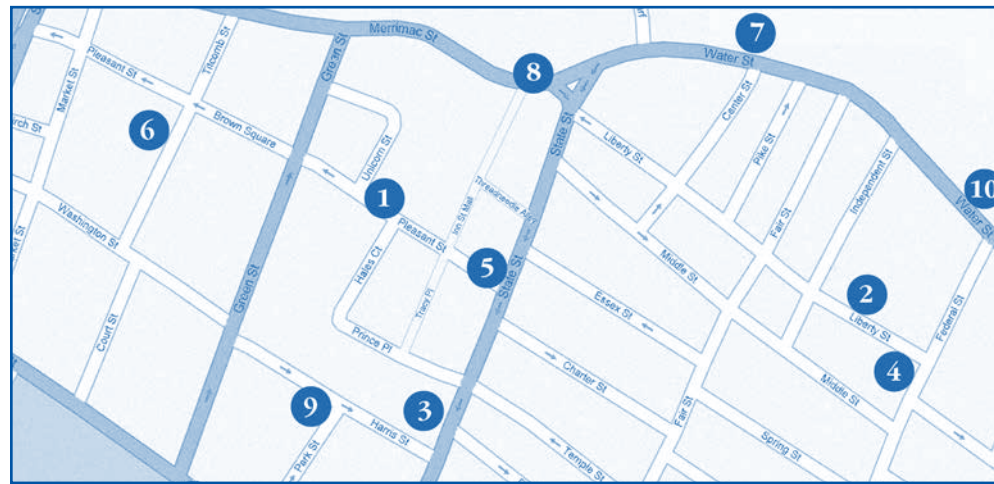 Merrimac St
Green St
Titcomb St
Pleasant St
Market St
Brown Square
Unicorn St
Washington St
Court St
Green St
Hales Ct
Pleasant St
Inn St Mall
Threadneedle Alley
Tracy Pl
Prince Pl
State St
State St
Harris St
Park St
Water St
Center St
Liberty St
Pike St
Fair St
Independent St
Middle St
Essex St
Charter St
Temple St
Fair St
Spring St
Middle St
Liberty St
Federal St
Water St
1
2
3
4
5
6
7
8
9
10